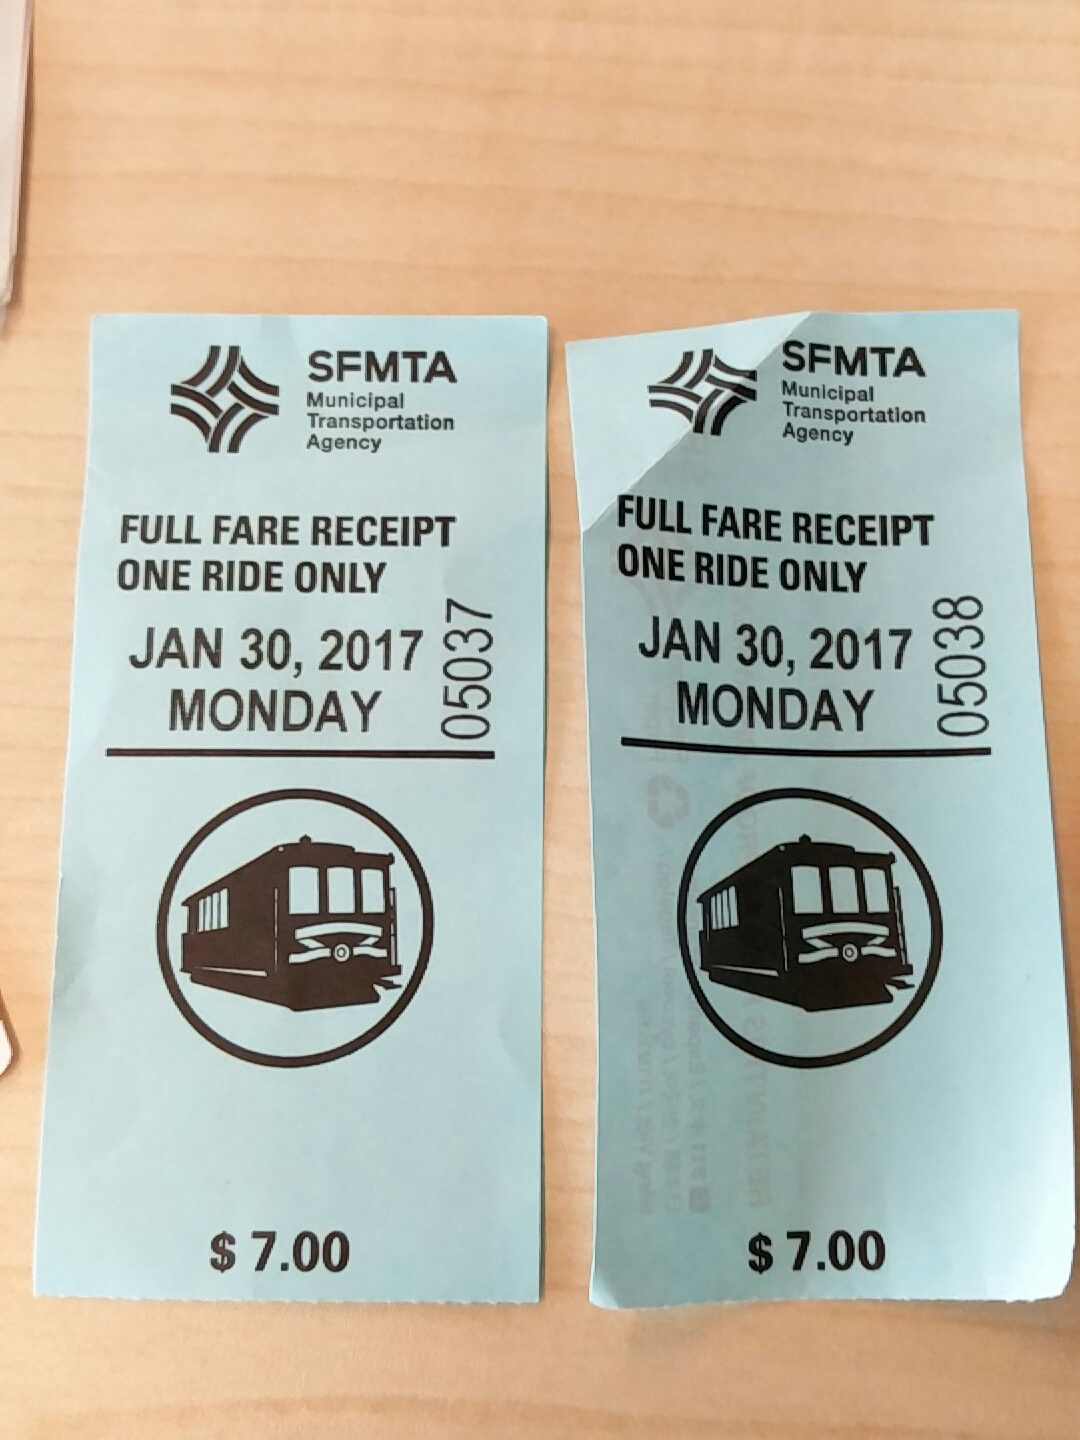 SFMTA
Municipal
Transportation
Agency
FULL FARE RECEIPT
ONE RIDE ONLY
JAN 30, 2017
MONDAY
05037
$ 7.00
SFMTA
Municipal
Transportation
Agency
FULL FARE RECEIPT
ONE RIDE ONLY
JAN 30, 2017
MONDAY
05038
$ 7.00